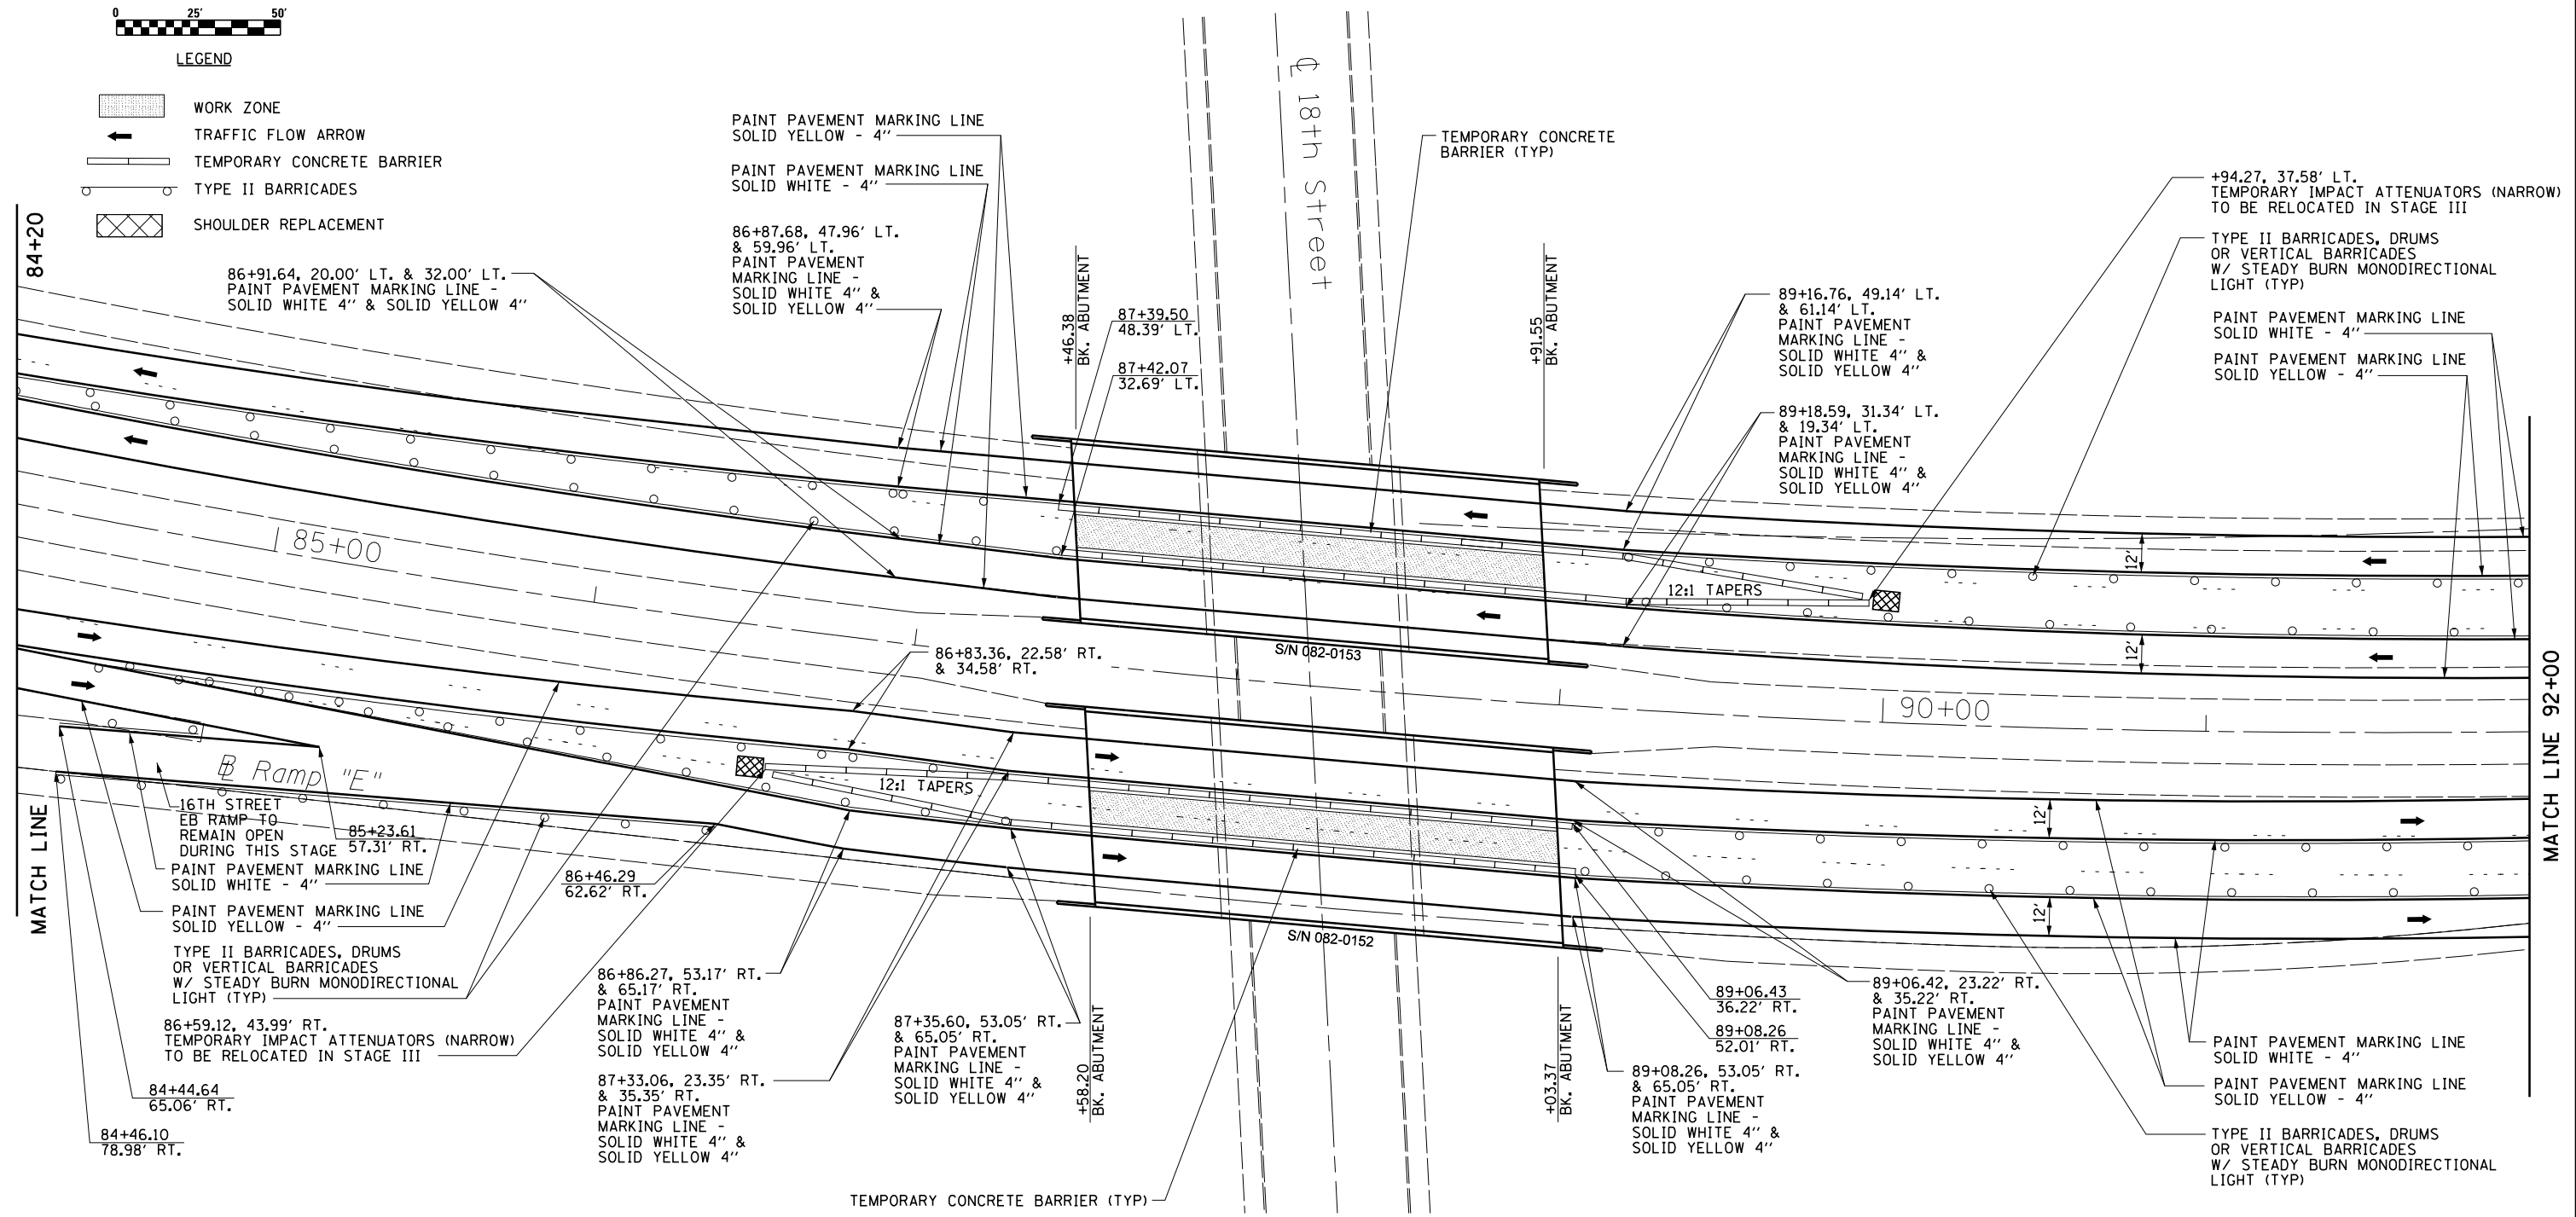 0 25' 50'
LEGEND
WORK ZONE
TRAFFIC FLOW ARROW
TEMPORARY CONCRETE BARRIER
TYPE II BARRICADES
SHOULDER REPLACEMENT
84+20
MATCH LINE
86+91.64, 20.00' LT. & 32.00' LT.
PAINT PAVEMENT MARKING LINE -
SOLID WHITE 4'' & SOLID YELLOW 4''
PAINT PAVEMENT MARKING LINE
SOLID YELLOW - 4''
PAINT PAVEMENT MARKING LINE
SOLID WHITE - 4''
86+87.68, 47.96' LT.
& 59.96' LT.
PAINT PAVEMENT
MARKING LINE -
SOLID WHITE 4'' &
SOLID YELLOW 4''
+46.38
BK. ABUTMENT
87+39.50
48.39' LT.
87+42.07
32.69' LT.
℄ 18th Street
TEMPORARY CONCRETE
BARRIER (TYP)
+91.55
BK. ABUTMENT
89+16.76, 49.14' LT.
& 61.14' LT.
PAINT PAVEMENT
MARKING LINE -
SOLID WHITE 4'' &
SOLID YELLOW 4''
89+18.59, 31.34' LT.
& 19.34' LT.
PAINT PAVEMENT
MARKING LINE -
SOLID WHITE 4'' &
SOLID YELLOW 4''
+94.27, 37.58' LT.
TEMPORARY IMPACT ATTENUATORS (NARROW)
TO BE RELOCATED IN STAGE III
TYPE II BARRICADES, DRUMS
OR VERTICAL BARRICADES
W/ STEADY BURN MONODIRECTIONAL
LIGHT (TYP)
PAINT PAVEMENT MARKING LINE
SOLID WHITE - 4''
PAINT PAVEMENT MARKING LINE
SOLID YELLOW - 4''
12'
12'
12:1 TAPERS
85+00
S/N 082-0153
90+00
86+83.36, 22.58' RT.
& 34.58' RT.
12:1 TAPERS
S/N 082-0152
12'
12'
MATCH LINE 92+00
℄ Ramp "E"
16TH STREET
EB RAMP TO
REMAIN OPEN
DURING THIS STAGE
85+23.61
57.31' RT.
PAINT PAVEMENT MARKING LINE
SOLID WHITE - 4''
PAINT PAVEMENT MARKING LINE
SOLID YELLOW - 4''
TYPE II BARRICADES, DRUMS
OR VERTICAL BARRICADES
W/ STEADY BURN MONODIRECTIONAL
LIGHT (TYP)
86+59.12, 43.99' RT.
TEMPORARY IMPACT ATTENUATORS (NARROW)
TO BE RELOCATED IN STAGE III
84+44.64
65.06' RT.
84+46.10
78.98' RT.
86+46.29
62.62' RT.
86+86.27, 53.17' RT.
& 65.17' RT.
PAINT PAVEMENT
MARKING LINE -
SOLID WHITE 4'' &
SOLID YELLOW 4''
87+33.06, 23.35' RT.
& 35.35' RT.
PAINT PAVEMENT
MARKING LINE -
SOLID WHITE 4'' &
SOLID YELLOW 4''
87+35.60, 53.05' RT.
& 65.05' RT.
PAINT PAVEMENT
MARKING LINE -
SOLID WHITE 4'' &
SOLID YELLOW 4''
+58.20
BK. ABUTMENT
TEMPORARY CONCRETE BARRIER (TYP)
+03.37
BK. ABUTMENT
89+06.43
36.22' RT.
89+08.26
52.01' RT.
89+08.26, 53.05' RT.
& 65.05' RT.
PAINT PAVEMENT
MARKING LINE -
SOLID WHITE 4'' &
SOLID YELLOW 4''
89+06.42, 23.22' RT.
& 35.22' RT.
PAINT PAVEMENT
MARKING LINE -
SOLID WHITE 4'' &
SOLID YELLOW 4''
PAINT PAVEMENT MARKING LINE
SOLID WHITE - 4''
PAINT PAVEMENT MARKING LINE
SOLID YELLOW - 4''
TYPE II BARRICADES, DRUMS
OR VERTICAL BARRICADES
W/ STEADY BURN MONODIRECTIONAL
LIGHT (TYP)